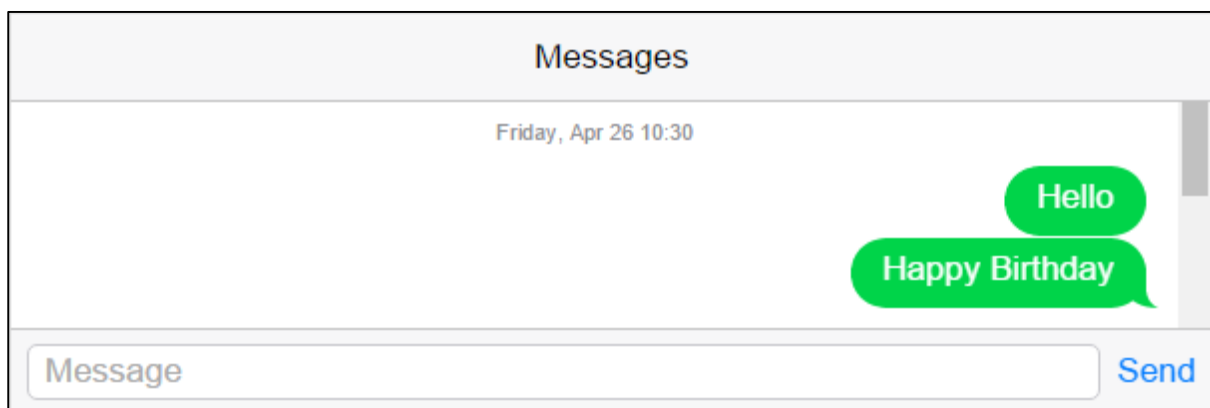 Messages
Friday, Apr 26 10:30
Hello
Happy Birthday
Message
Send